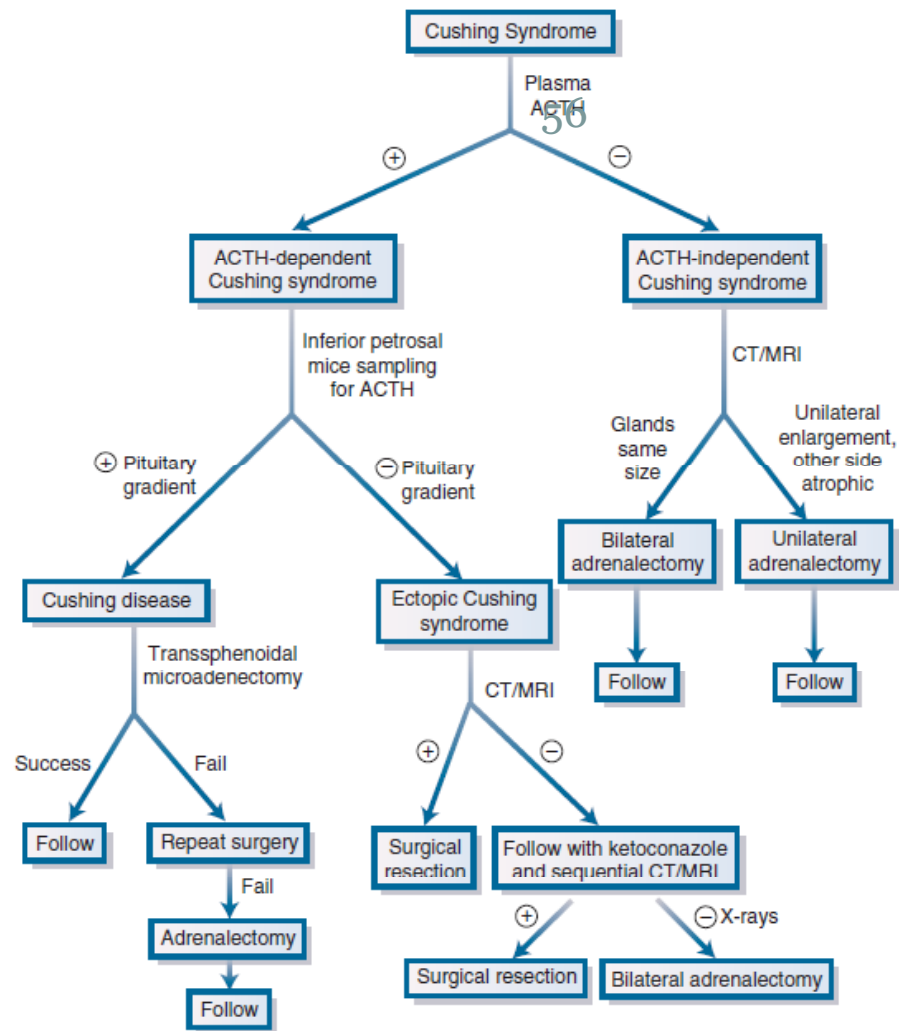 Cushing Syndrome
Plasma
ACTH
56
⊕
⊖
ACTH-dependent
Cushing syndrome
ACTH-independent
Cushing syndrome
Inferior petrosal
mice sampling
for ACTH
CT/MRI
⊕ Pituitary
gradient
⊖ Pituitary
gradient
Glands
same
size
Unilateral
enlargement,
other side
atrophic
Bilateral
adrenalectomy
Unilateral
adrenalectomy
Cushing disease
Ectopic Cushing
syndrome
Follow
Follow
Transsphenoidal
microadenectomy
CT/MRI
Success
Fail
⊕
⊖
Follow
Repeat surgery
Surgical
resection
Follow with ketoconazole
and sequential CT/MRI
Fail
⊕
⊖ X-rays
Adrenalectomy
Surgical resection
Bilateral adrenalectomy
Follow